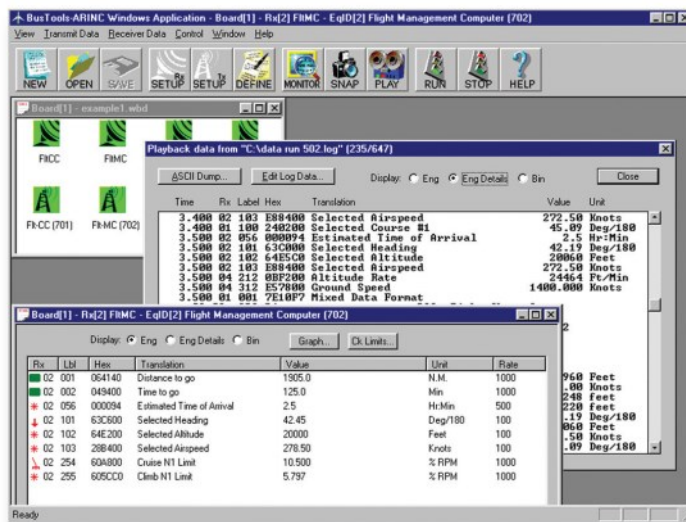 BusTools-ARINC Windows Application - Board[1] - Rx[2] FltMC - EqID[2] Flight Management Computer (702)
View Transmit Data Receiver Data Control Window Help
NEW OPEN SAVE SETUP Rx SETUP Tx DEFINE MONITOR SNAP PLAY RUN STOP HELP
Board[1] - example1.wbd
FltCC FltMC
Flt-CC (701) Flt-MC (702)
Playback data from "C:\data run 502.log" (235/647)
ASCII Dump... Edit Log Data... Display: Eng Eng Details Bin Close
Time Rx Label Hex Translation Value Unit
3.400 02 103 E88400 Selected Airspeed 272.50 Knots
3.400 01 100 240200 Selected Course #1 45.09 Deg/180
3.500 02 056 000094 Estimated Time of Arrival 2.5 Hr:Min
3.500 02 101 63C000 Selected Heading 42.19 Deg/180
3.500 02 102 64E5C0 Selected Altitude 20060 Feet
3.500 02 103 E88400 Selected Airspeed 272.50 Knots
3.500 04 212 0BF200 Altitude Rate 24464 Ft/Min
3.500 04 312 E57800 Ground Speed 1400.000 Knots
3.500 01 001 7E10F7 Mixed Data Format
2
960 Feet
.00 Knots
248 feet
220 feet
.19 Deg/180
060 Feet
.50 Knots
.09 Deg/180
Board[1] - Rx[2] FltMC - EqID[2] Flight Management Computer (702)
Display: Eng Eng Details Bin Graph... Ck Limits...
Rx Lbl Hex Translation Value Unit Rate
02 001 064140 Distance to go 1905.0 N.M. 1000
02 002 049400 Time to go 125.0 Min 1000
02 056 000094 Estimated Time of Arrival 2.5 Hr:Min 500
02 101 63C600 Selected Heading 42.45 Deg/180 1000
02 102 64E200 Selected Altitude 20000 Feet 100
02 103 28B400 Selected Airspeed 278.50 Knots 100
02 254 60A800 Cruise N1 Limit 10.500 % RPM 1000
02 255 605CC0 Climb N1 Limit 5.797 % RPM 1000
Ready